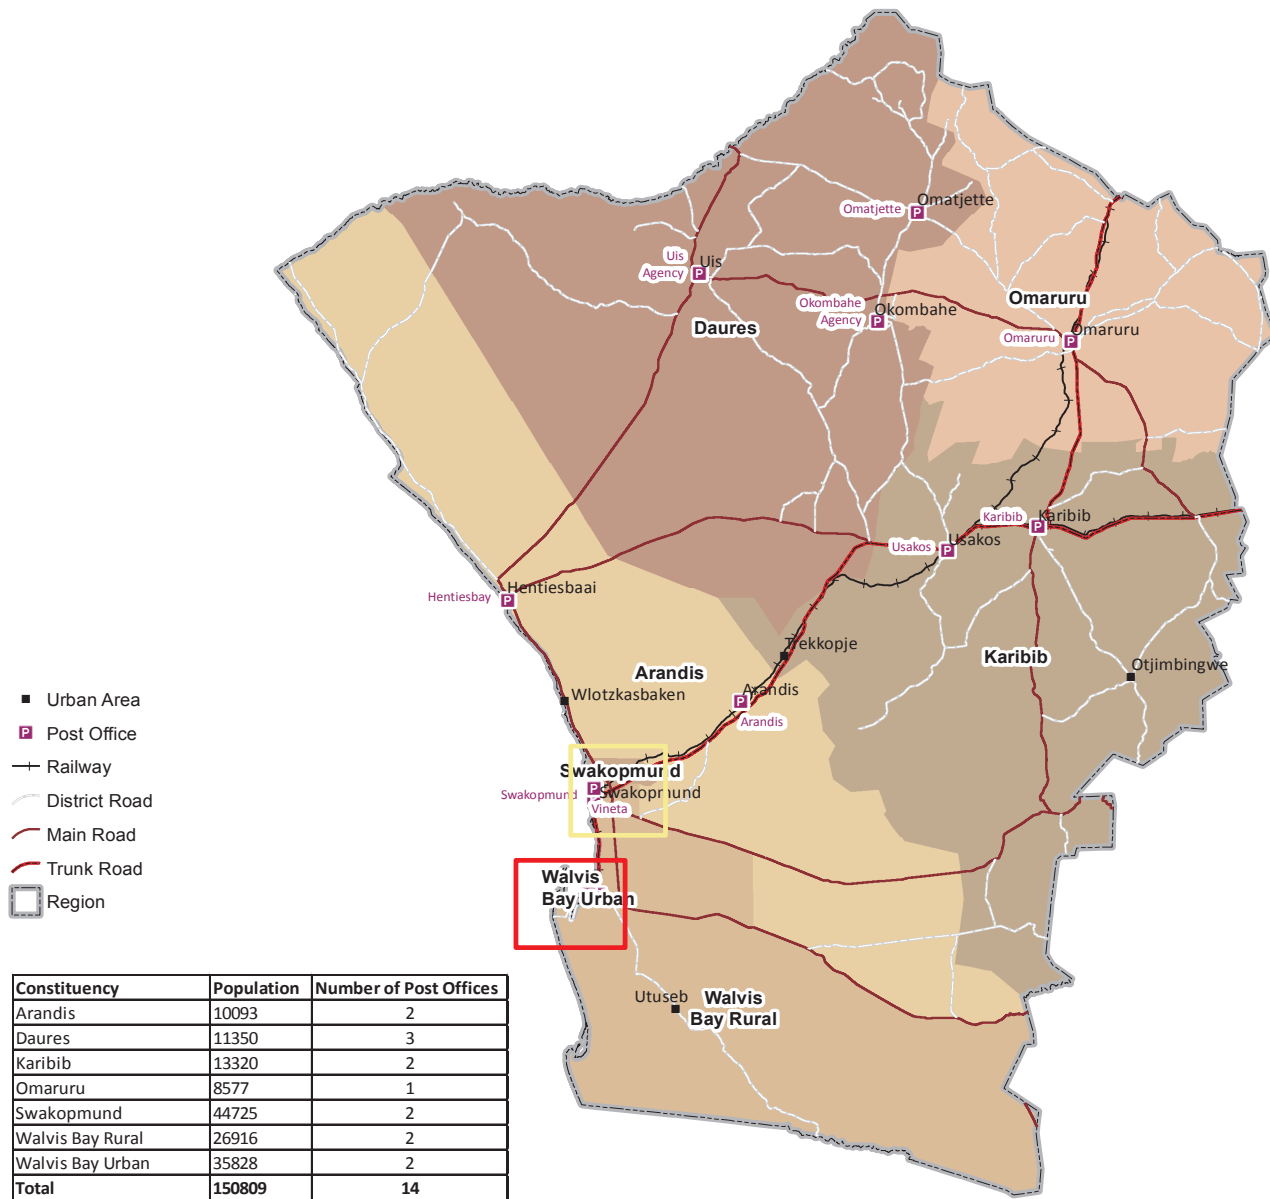 Omatjette
Omatjette
Uis
Agency
Uis
Okombahe
Agency
Okombahe
Omaruru
Daures
Omaruru
Omaruru
Karibib
Karibib
Usakos
Usakos
Hentiesbaai
Hentiesbay
Trekkopje
Karibib
Otjimbingwe
Arandis
Arandis
Arandis
Wlotzkasbaken
Swakopmund
Swakopmund
Swakopmund
Vineta
Walvis
Bay Urban
Utuseb
Walvis
Bay Rural
Urban Area
P Post Office
Railway
District Road
Main Road
Trunk Road
Region
Constituency Population Number of Post Offices
Arandis 10093 2
Daures 11350 3
Karibib 13320 2
Omaruru 8577 1
Swakopmund 44725 2
Walvis Bay Rural 26916 2
Walvis Bay Urban 35828 2
Total 150809 14